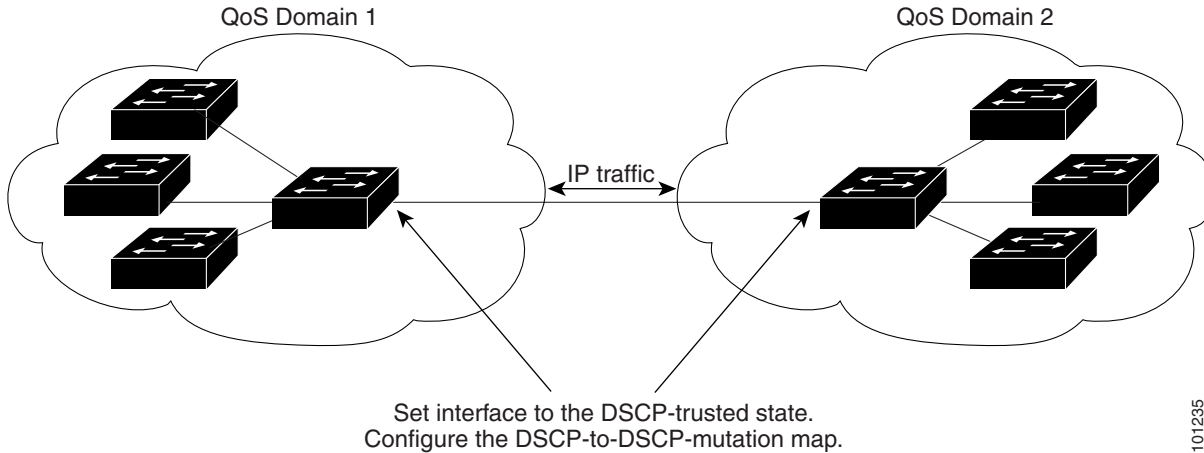 QoS Domain 1
QoS Domain 2
IP traffic
Set interface to the DSCP-trusted state.
Configure the DSCP-to-DSCP-mutation map.
101235